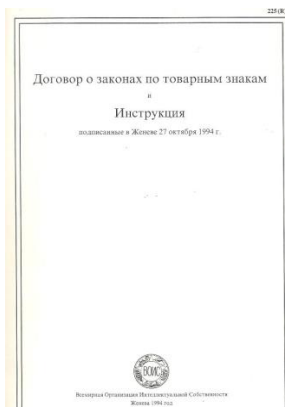 225 (R)
Договор о законах по товарным знакам
и
Инструкция
подписанные в Женеве 27 октября 1994 г.
ВОИС
Всемирная Организация Интеллектуальной Собственности
Женева 1994 год